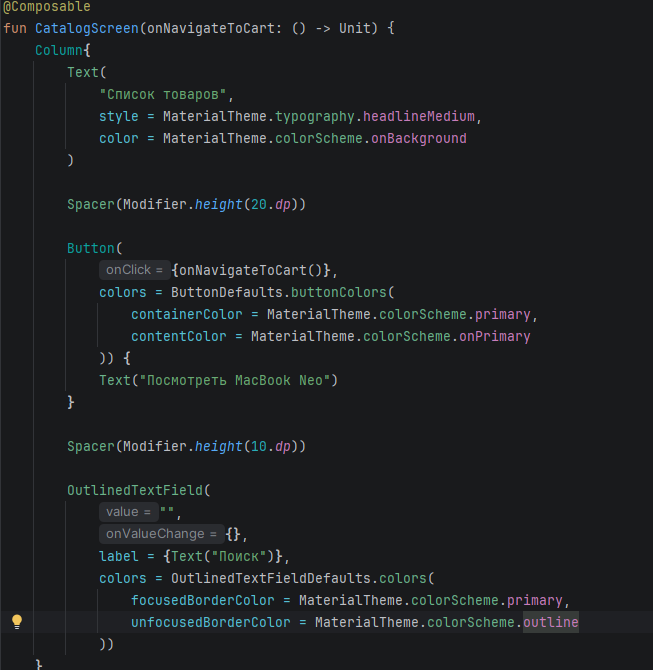 @Composable
fun CatalogScreen(onNavigateToCart: () -> Unit) {
    Column{
        Text(
            "Список товаров",
            style = MaterialTheme.typography.headlineMedium,
            color = MaterialTheme.colorScheme.onBackground
        )

        Spacer(Modifier.height(20.dp))

        Button(
            onClick = {onNavigateToCart()},
            colors = ButtonDefaults.buttonColors(
                containerColor = MaterialTheme.colorScheme.primary,
                contentColor = MaterialTheme.colorScheme.onPrimary
            )) {
            Text("Посмотреть MacBook Neo")
        }

        Spacer(Modifier.height(10.dp))

        OutlinedTextField(
            value = "",
            onValueChange = {},
            label = {Text("Поиск")},
            colors = OutlinedTextFieldDefaults.colors(
                focusedBorderColor = MaterialTheme.colorScheme.primary,
                unfocusedBorderColor = MaterialTheme.colorScheme.outline
            ))
    }